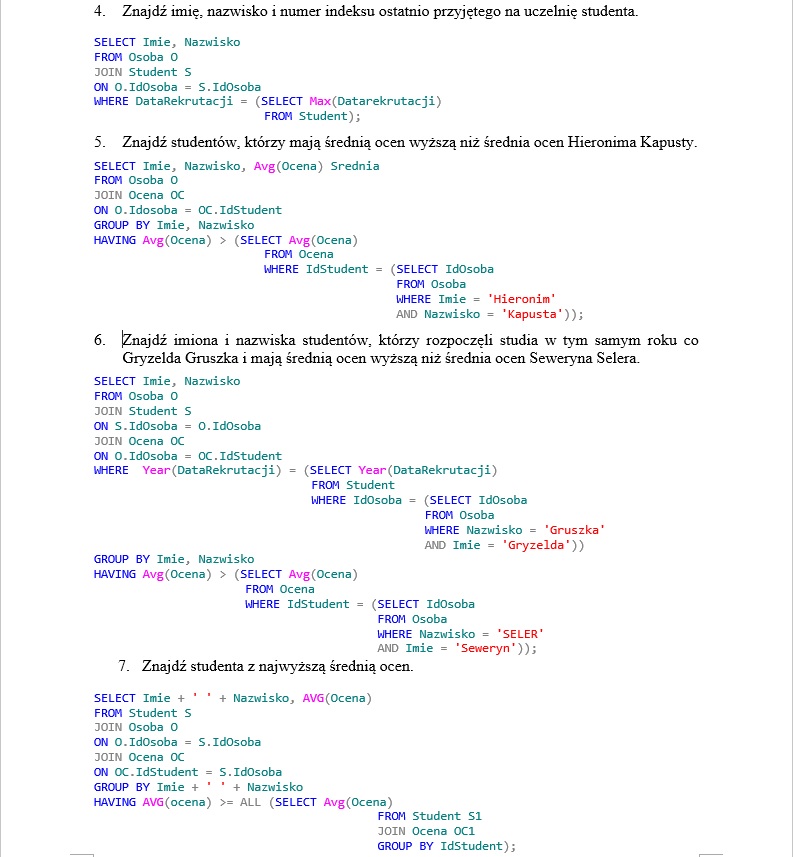 4. Znajdź imię, nazwisko i numer indeksu ostatnio przyjętego na uczelnię studenta.
SELECT Imie, Nazwisko
FROM Osoba O
JOIN Student S
ON O.IdOsoba = S.IdOsoba
WHERE DataRekrutacji = (SELECT Max(Datarekrutacji)
FROM Student);
5. Znajdź studentów, którzy mają średnią ocen wyższą niż średnia ocen Hieronima Kapusty.
SELECT Imie, Nazwisko, Avg(Ocena) Srednia
FROM Osoba O
JOIN Ocena OC
ON O.Idosoba = OC.IdStudent
GROUP BY Imie, Nazwisko
HAVING Avg(Ocena) > (SELECT Avg(Ocena)
FROM Ocena
WHERE IdStudent = (SELECT IdOsoba
FROM Osoba
WHERE Imie = 'Hieronim'
AND Nazwisko = 'Kapusta'));
6. Znajdź imiona i nazwiska studentów, którzy rozpoczęli studia w tym samym roku co
Gryzelda Gruszka i mają średnią ocen wyższą niż średnia ocen Seweryna Selera.
SELECT Imie, Nazwisko
FROM Osoba O
JOIN Student S
ON S.IdOsoba = O.IdOsoba
JOIN Ocena OC
ON O.IdOsoba = OC.IdStudent
WHERE Year(DataRekrutacji) = (SELECT Year(DataRekrutacji)
FROM Student
WHERE IdOsoba = (SELECT IdOsoba
FROM Osoba
WHERE Nazwisko = 'Gruszka'
AND Imie = 'Gryzelda'))
GROUP BY Imie, Nazwisko
HAVING Avg(Ocena) > (SELECT Avg(Ocena)
FROM Ocena
WHERE IdStudent = (SELECT IdOsoba
FROM Osoba
WHERE Nazwisko = 'SELER'
AND Imie = 'Seweryn'));
7. Znajdź studenta z najwyższą średnią ocen.
SELECT Imie + ' ' + Nazwisko, AVG(Ocena)
FROM Student S
JOIN Osoba O
ON O.IdOsoba = S.IdOsoba
JOIN Ocena OC
ON OC.IdStudent = S.IdOsoba
GROUP BY Imie + ' ' + Nazwisko
HAVING AVG(ocena) >= ALL (SELECT Avg(Ocena)
FROM Student S1
JOIN Ocena OC1
GROUP BY IdStudent);